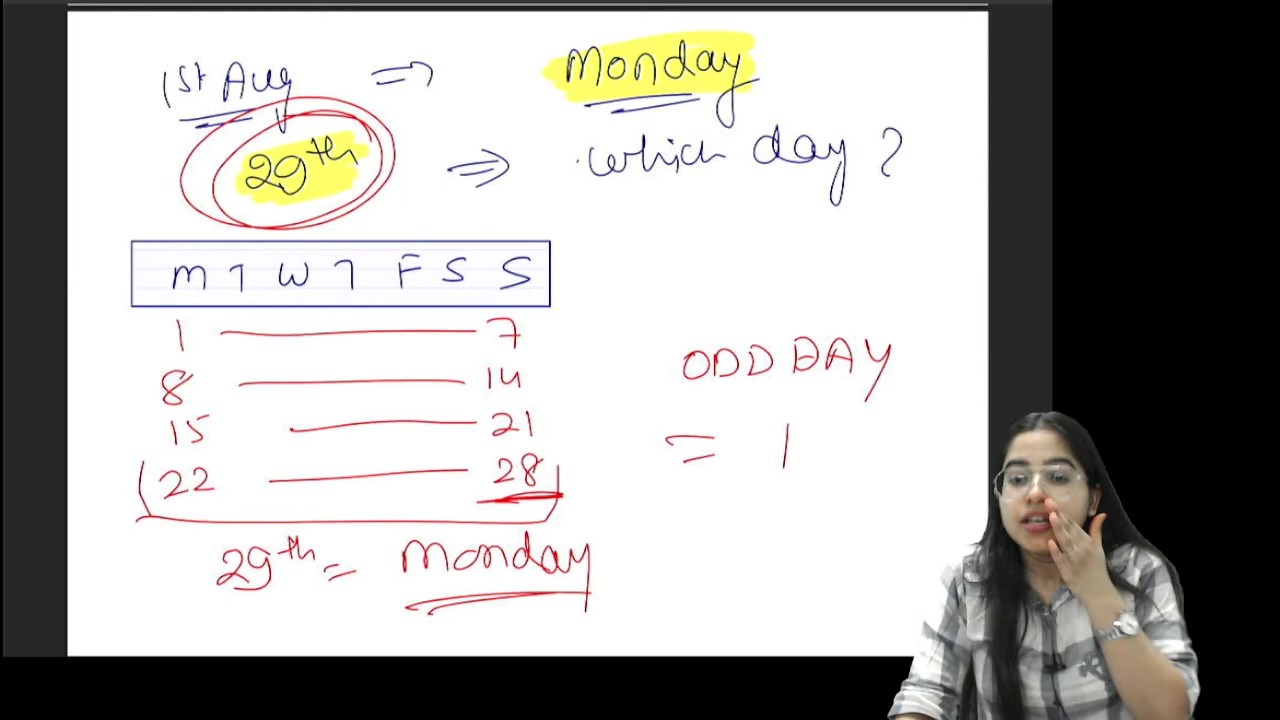 1st Aug ⇒ Monday
29th ⇒ which day ?
M T W T F S S
1 7
8 14
15 21
22 28
29th = Monday
ODD DAY
= 1